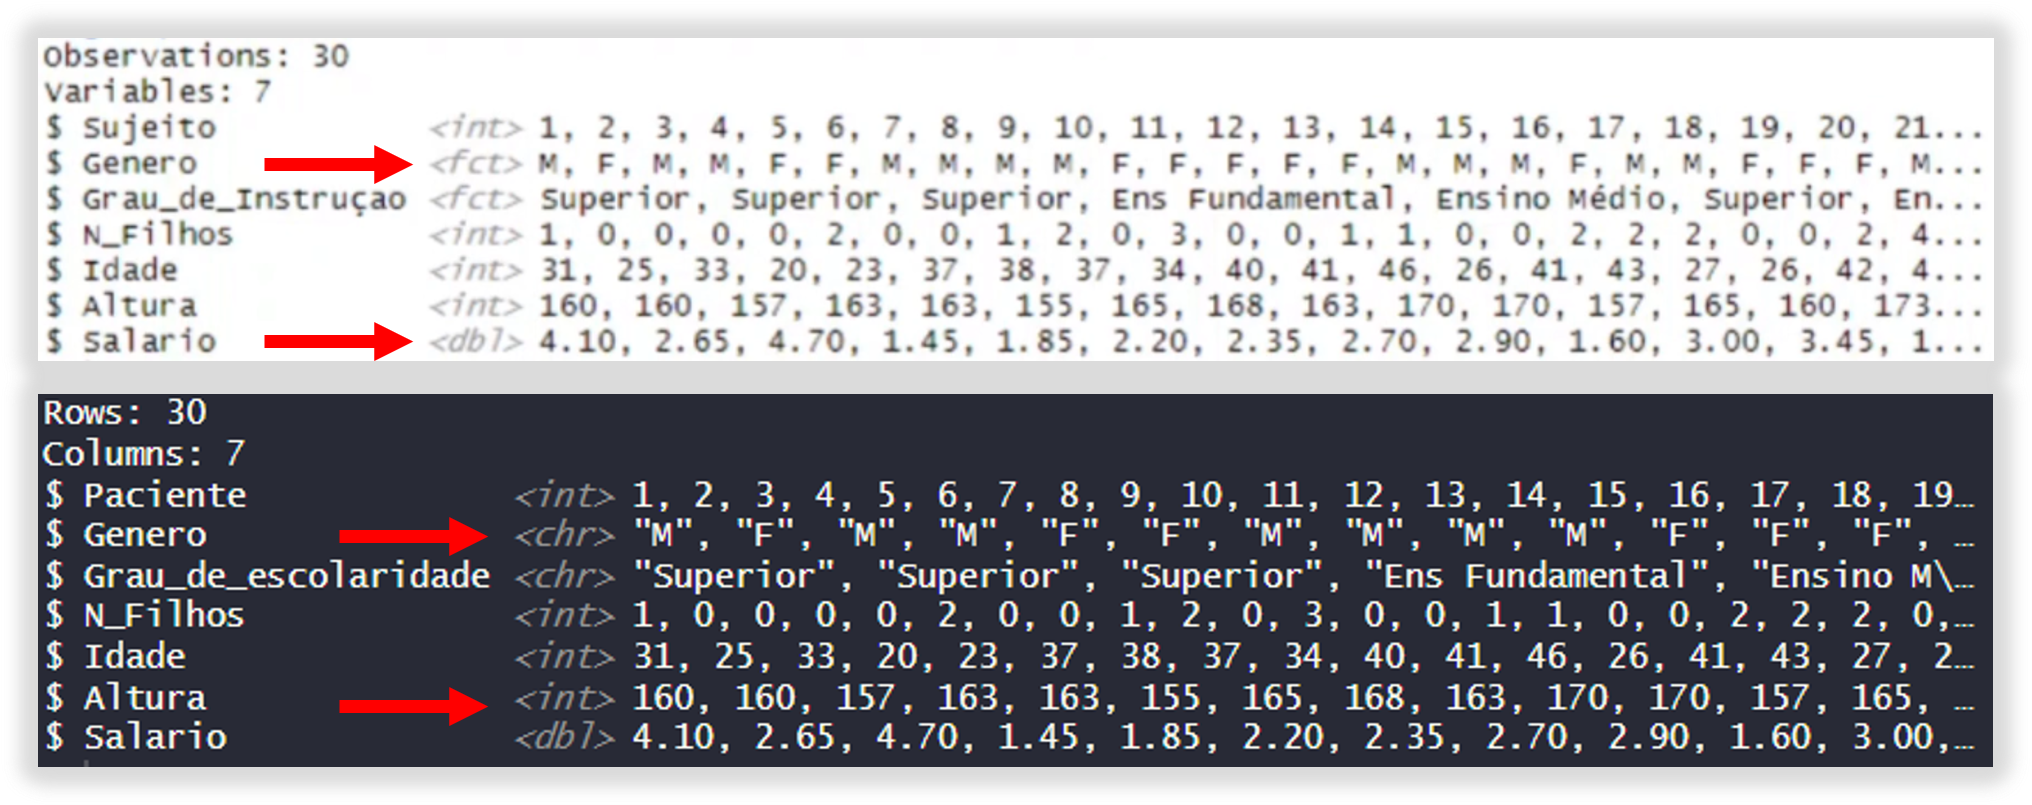 Observations: 30
Variables: 7
$ Sujeito <int> 1, 2, 3, 4, 5, 6, 7, 8, 9, 10, 11, 12, 13, 14, 15, 16, 17, 18, 19, 20, 21...
$ Genero <fct> M, F, M, M, F, F, M, M, M, M, F, F, F, F, F, M, M, M, F, M, M, F, F, F, M...
$ Grau_de_Instruçao <fct> Superior, Superior, Superior, Ens Fundamental, Ensino Médio, Superior, En...
$ N_Filhos <int> 1, 0, 0, 0, 0, 2, 0, 0, 1, 2, 0, 3, 0, 0, 1, 1, 0, 0, 2, 2, 2, 0, 0, 2, 4...
$ Idade <int> 31, 25, 33, 20, 23, 37, 38, 37, 34, 40, 41, 46, 26, 41, 43, 27, 26, 42, 4...
$ Altura <int> 160, 160, 157, 163, 163, 155, 165, 168, 163, 170, 170, 157, 165, 160, 173...
$ Salario <dbl> 4.10, 2.65, 4.70, 1.45, 1.85, 2.20, 2.35, 2.70, 2.90, 1.60, 3.00, 3.45, 1...
Rows: 30
Columns: 7
$ Paciente <int> 1, 2, 3, 4, 5, 6, 7, 8, 9, 10, 11, 12, 13, 14, 15, 16, 17, 18, 19…
$ Genero <chr> "M", "F", "M", "M", "F", "F", "M", "M", "M", "M", "F", "F", "F", …
$ Grau_de_escolaridade <chr> "Superior", "Superior", "Superior", "Ens Fundamental", "Ensino M\…
$ N_Filhos <int> 1, 0, 0, 0, 0, 2, 0, 0, 1, 2, 0, 3, 0, 0, 1, 1, 0, 0, 2, 2, 2, 0,…
$ Idade <int> 31, 25, 33, 20, 23, 37, 38, 37, 34, 40, 41, 46, 26, 41, 43, 27, 2…
$ Altura <int> 160, 160, 157, 163, 163, 155, 165, 168, 163, 170, 170, 157, 165, …
$ Salario <dbl> 4.10, 2.65, 4.70, 1.45, 1.85, 2.20, 2.35, 2.70, 2.90, 1.60, 3.00,…